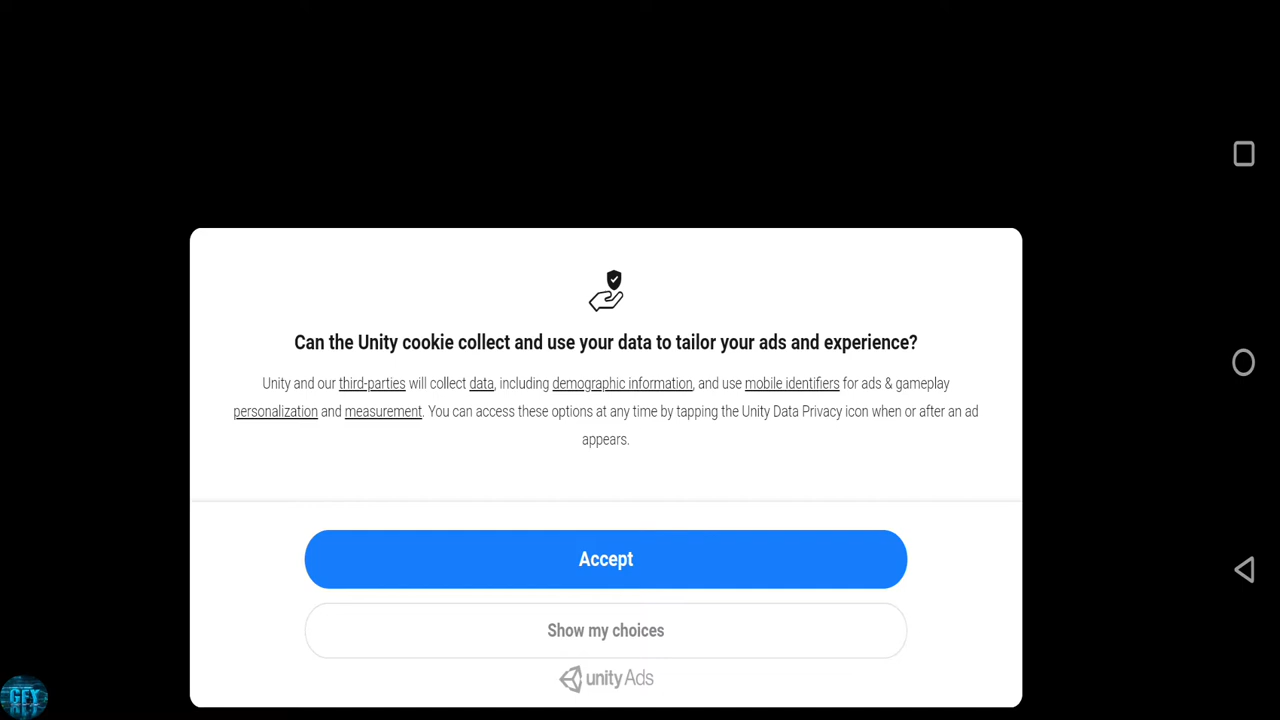 Can the Unity cookie collect and use your data to tailor your ads and experience?
Unity and our third-parties will collect data, including demographic information, and use mobile identifiers for ads & gameplay
personalization and measurement. You can access these options at any time by tapping the Unity Data Privacy icon when or after an ad
appears.
Accept
Show my choices
unity Ads
GFY